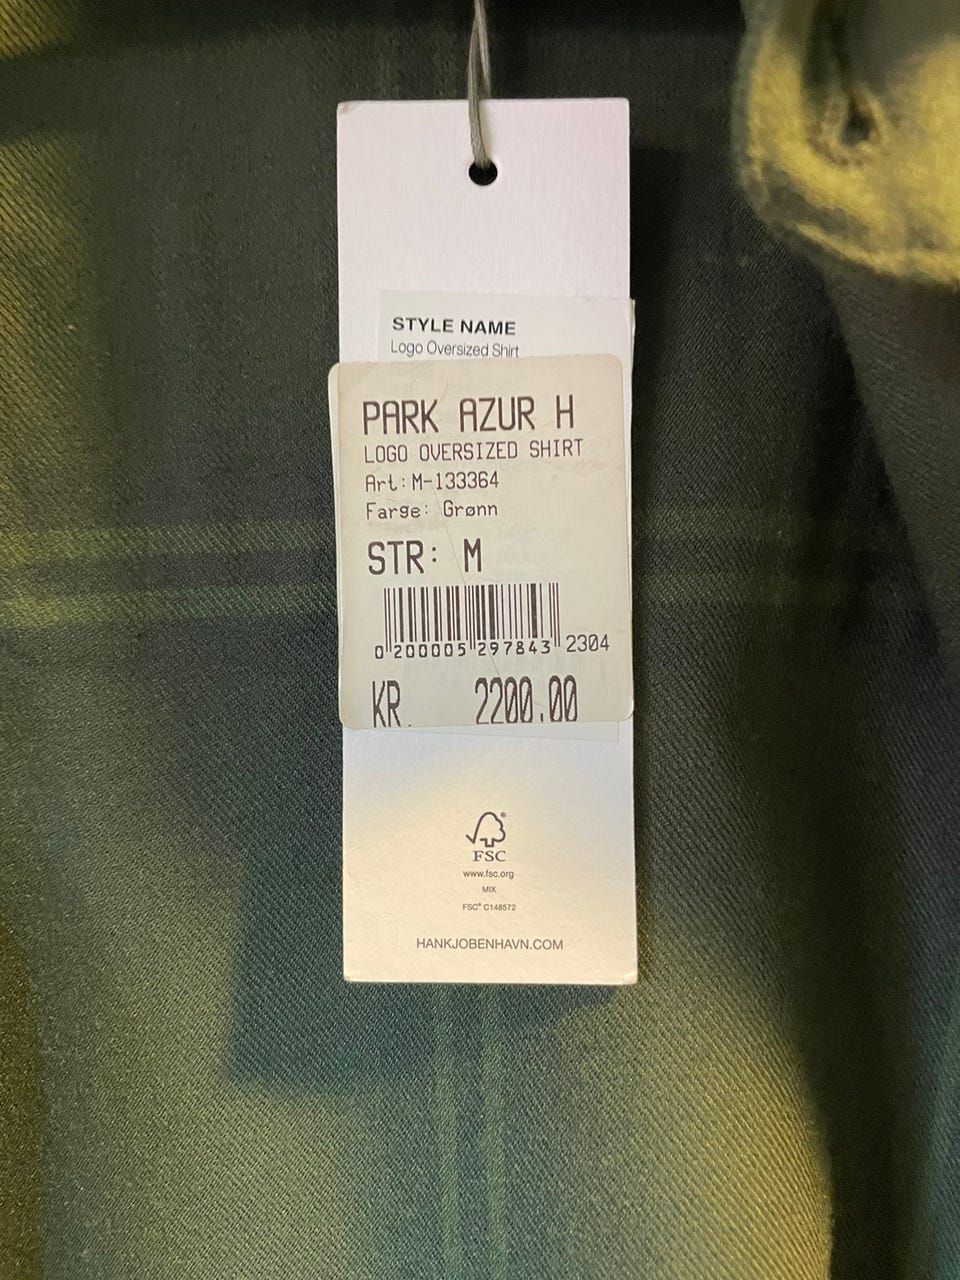 STYLE NAME
Logo Oversized Shirt
PARK AZUR H
LOGO OVERSIZED SHIRT
Art: M-133364
Farge: Grønn
STR: M
0 200005 297843 2304
KR. 2200.00
FSC®
www.fsc.org
MIX
FSC® C148572
HANKJOBENHAVN.COM